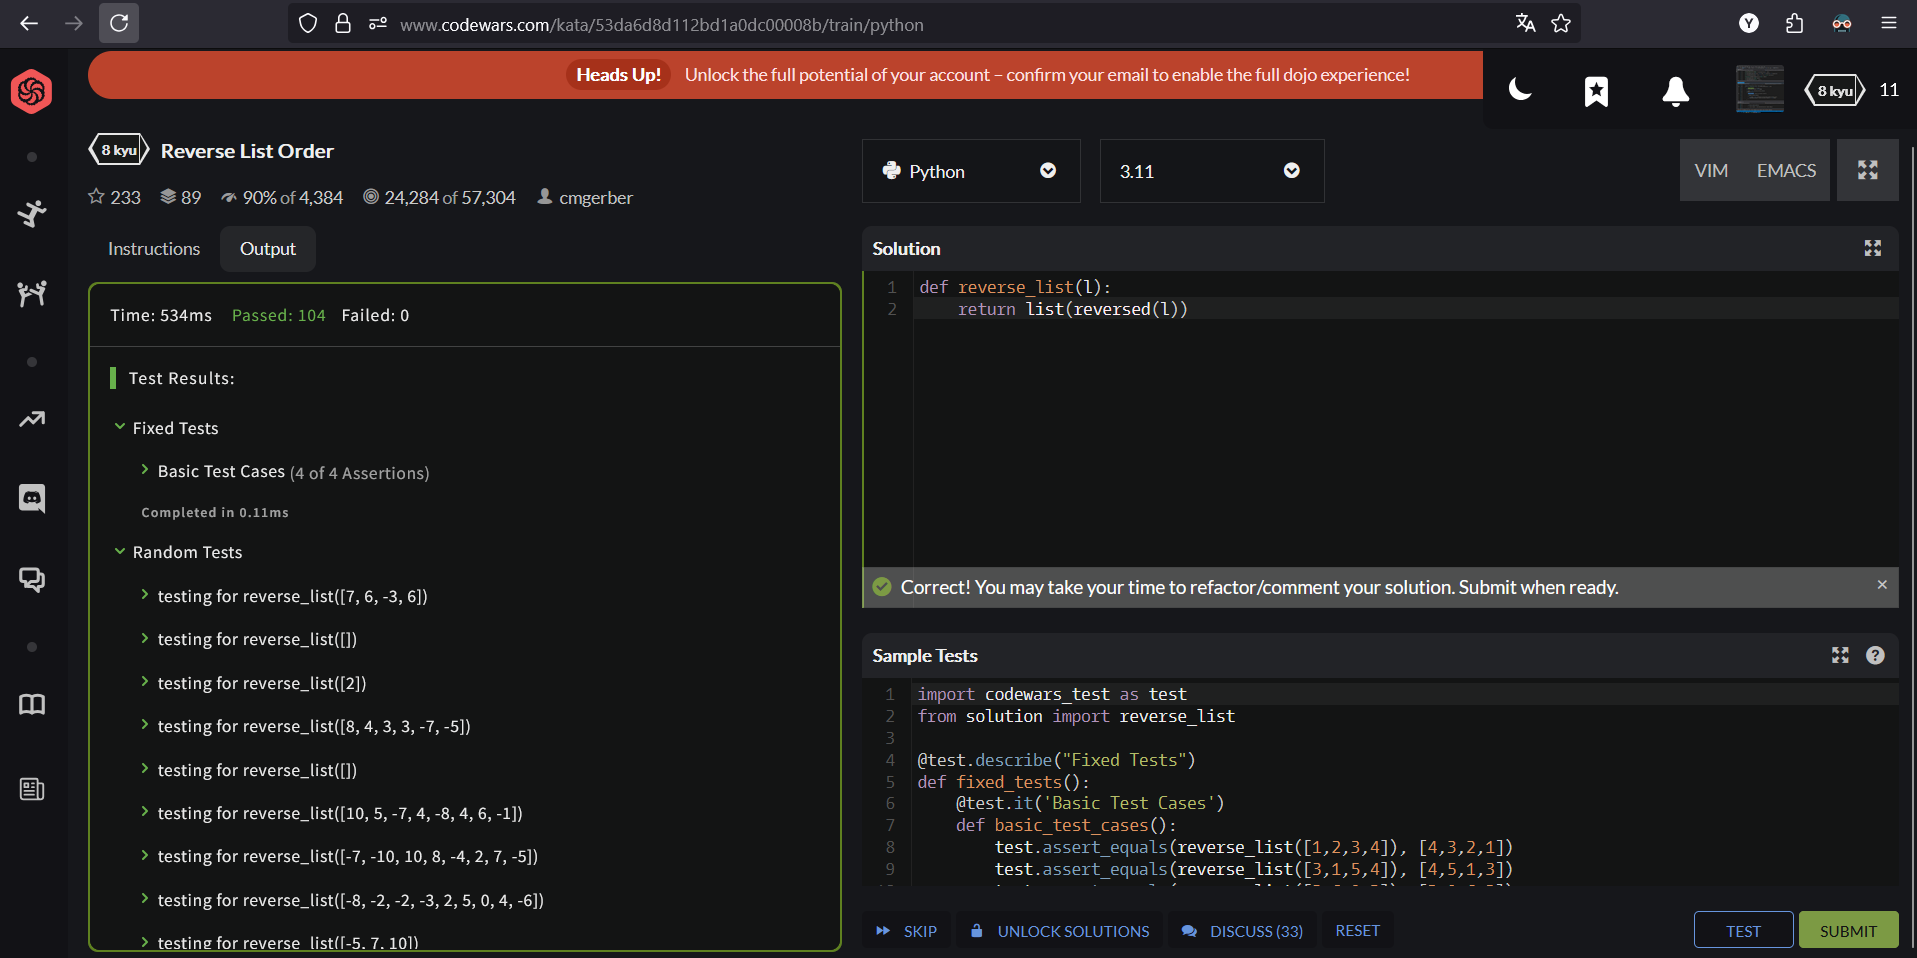 www.codewars.com/kata/53da6d8d112bd1a0dc00008b/train/python
Y
Heads Up! Unlock the full potential of your account – confirm your email to enable the full dojo experience!
8 kyu 11
8 kyu Reverse List Order
233 89 90% of 4,384 24,284 of 57,304 cmgerber
Instructions Output
Time: 534ms Passed: 104 Failed: 0
Test Results:
Fixed Tests
Basic Test Cases (4 of 4 Assertions)
Completed in 0.11ms
Random Tests
testing for reverse_list([7, 6, -3, 6])
testing for reverse_list([])
testing for reverse_list([2])
testing for reverse_list([8, 4, 3, 3, -7, -5])
testing for reverse_list([])
testing for reverse_list([10, 5, -7, 4, -8, 4, 6, -1])
testing for reverse_list([-7, -10, 10, 8, -4, 2, 7, -5])
testing for reverse_list([-8, -2, -2, -3, 2, 5, 0, 4, -6])
testing for reverse_list([-5, 7, 10])
Python 3.11 VIM EMACS
Solution
1 def reverse_list(l):
2 return list(reversed(l))
Correct! You may take your time to refactor/comment your solution. Submit when ready.
Sample Tests
1 import codewars_test as test
2 from solution import reverse_list
3
4 @test.describe("Fixed Tests")
5 def fixed_tests():
6 @test.it('Basic Test Cases')
7 def basic_test_cases():
8 test.assert_equals(reverse_list([1,2,3,4]), [4,3,2,1])
9 test.assert_equals(reverse_list([3,1,5,4]), [4,5,1,3])
SKIP UNLOCK SOLUTIONS DISCUSS (33) RESET TEST SUBMIT